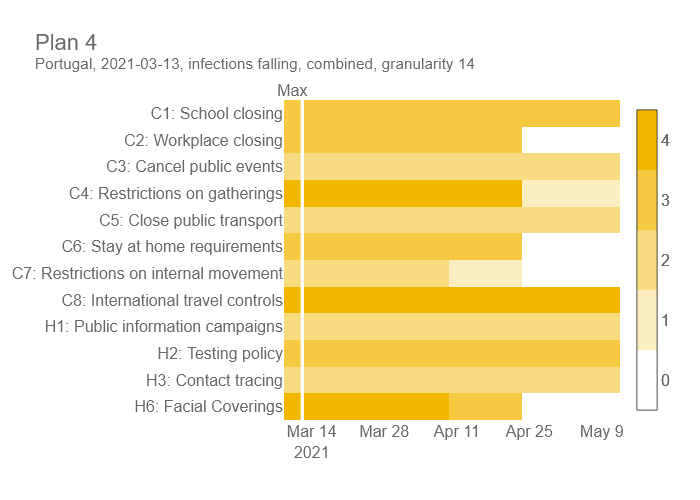 Plan 4
Portugal, 2021-03-13, infections falling, combined, granularity 14
Max
C1: School closing
C2: Workplace closing
C3: Cancel public events
C4: Restrictions on gatherings
C5: Close public transport
C6: Stay at home requirements
C7: Restrictions on internal movement
C8: International travel controls
H1: Public information campaigns
H2: Testing policy
H3: Contact tracing
H6: Facial Coverings
Mar 14 Mar 28 Apr 11 Apr 25 May 9
2021
4
3
2
1
0